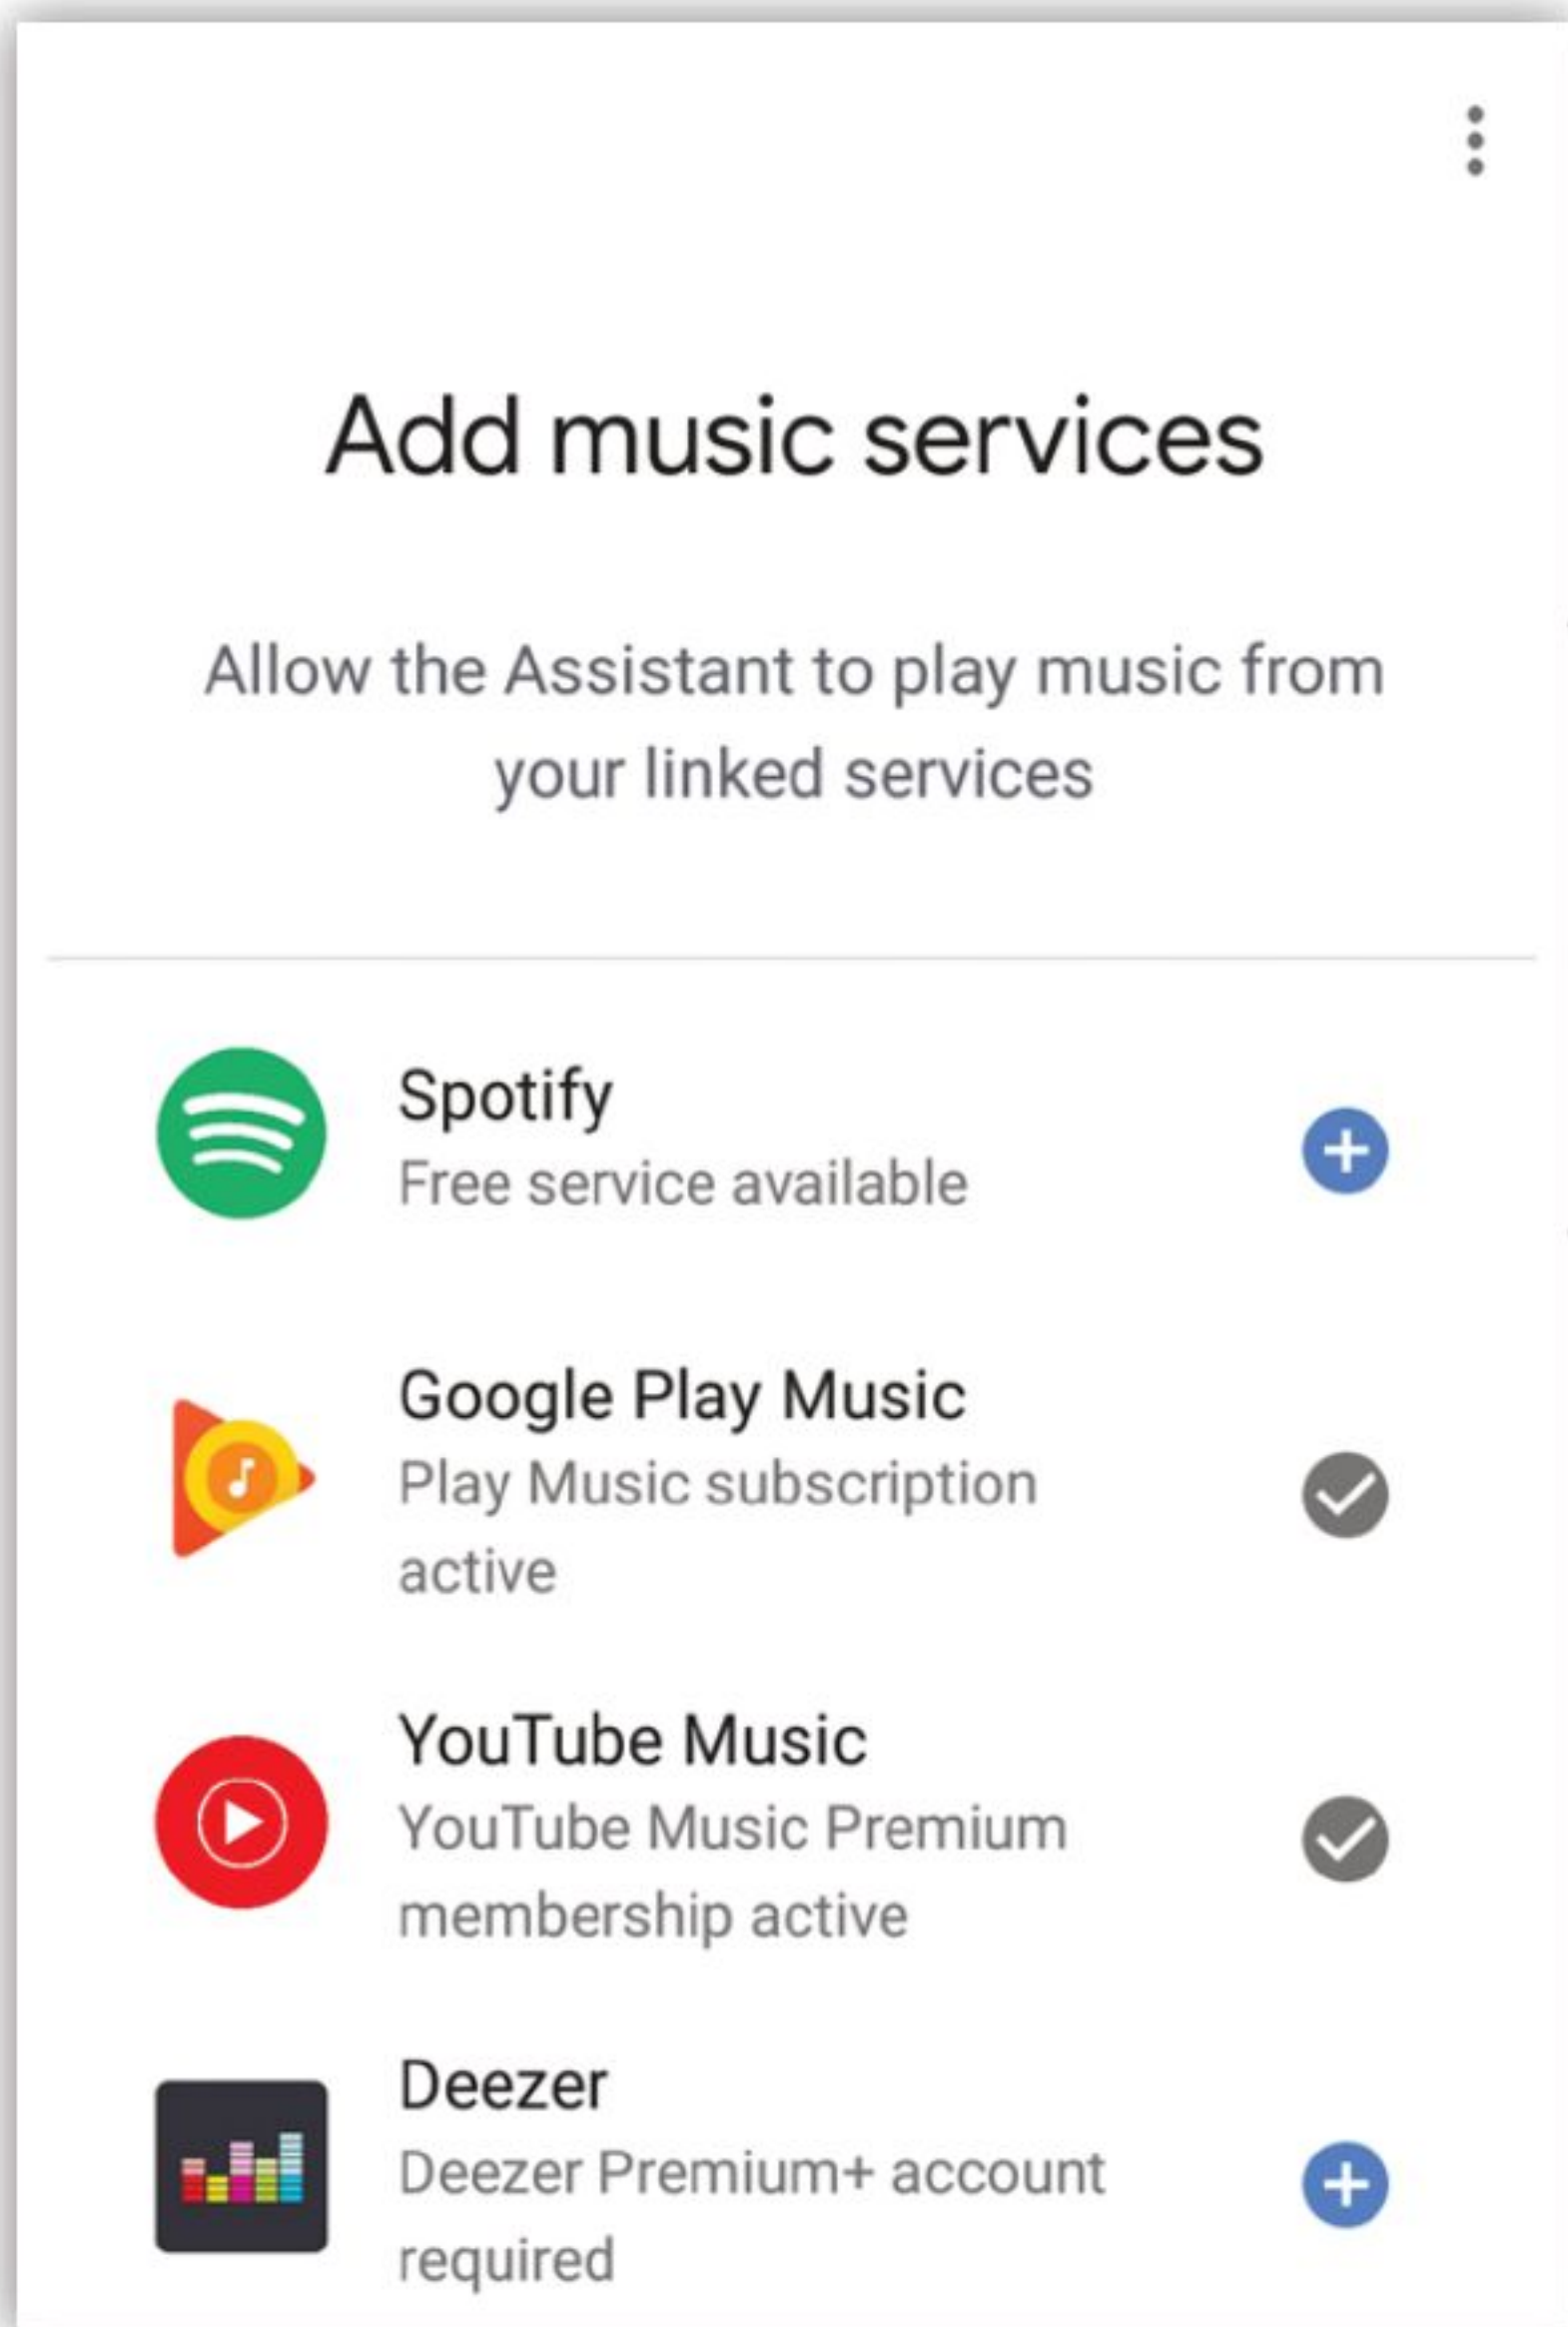 Add music services
Allow the Assistant to play music from
your linked services
Spotify
Free service available
Google Play Music
Play Music subscription
active
YouTube Music
YouTube Music Premium
membership active
Deezer
Deezer Premium+ account
required